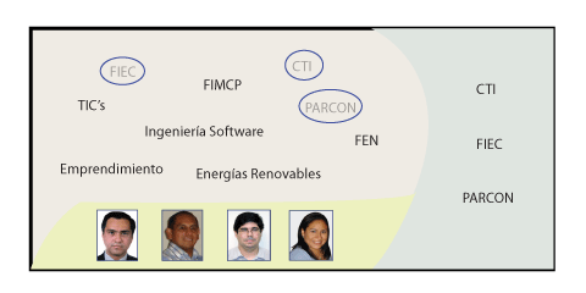 FIEC
CTI
FIMCP
CTI
TIC's
PARCON
Ingeniería Software
FEN
FIEC
Emprendimiento
Energías Renovables
PARCON